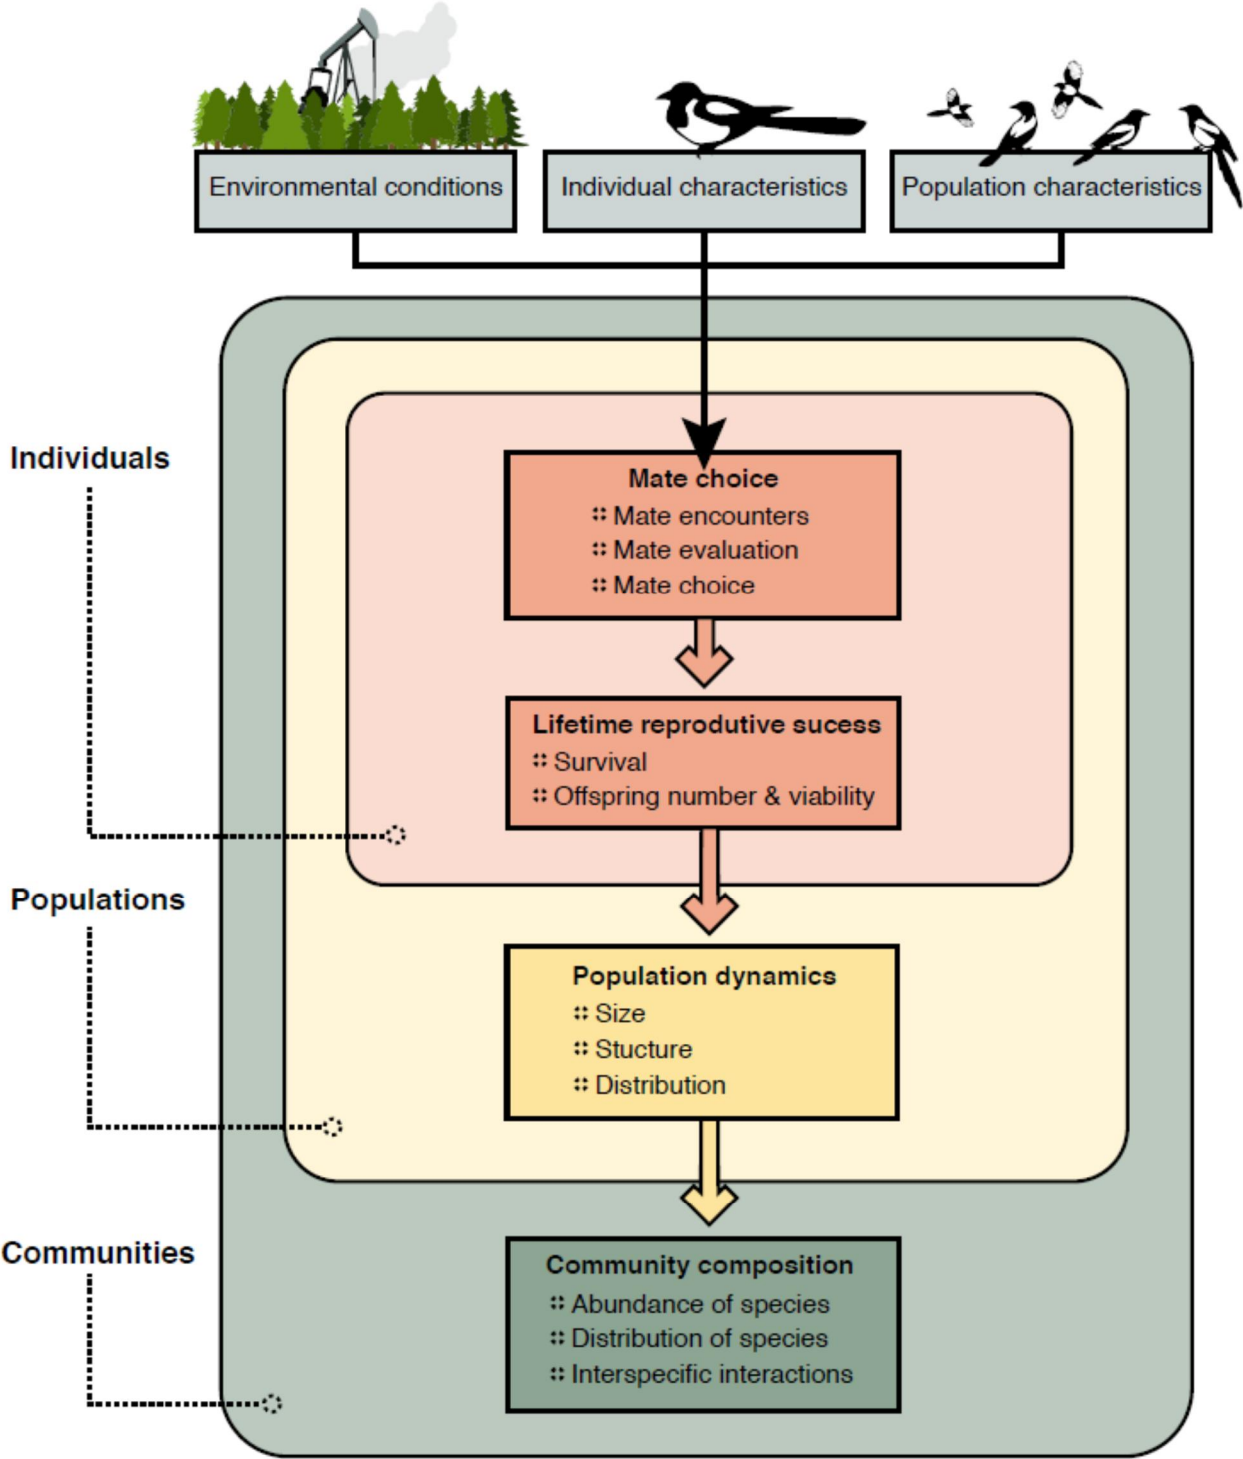 Environmental conditions
Individual characteristics
Population characteristics
Individuals
Mate choice
Mate encounters
Mate evaluation
Mate choice
Lifetime reprodutive sucess
Survival
Offspring number & viability
Populations
Population dynamics
Size
Stucture
Distribution
Communities
Community composition
Abundance of species
Distribution of species
Interspecific interactions